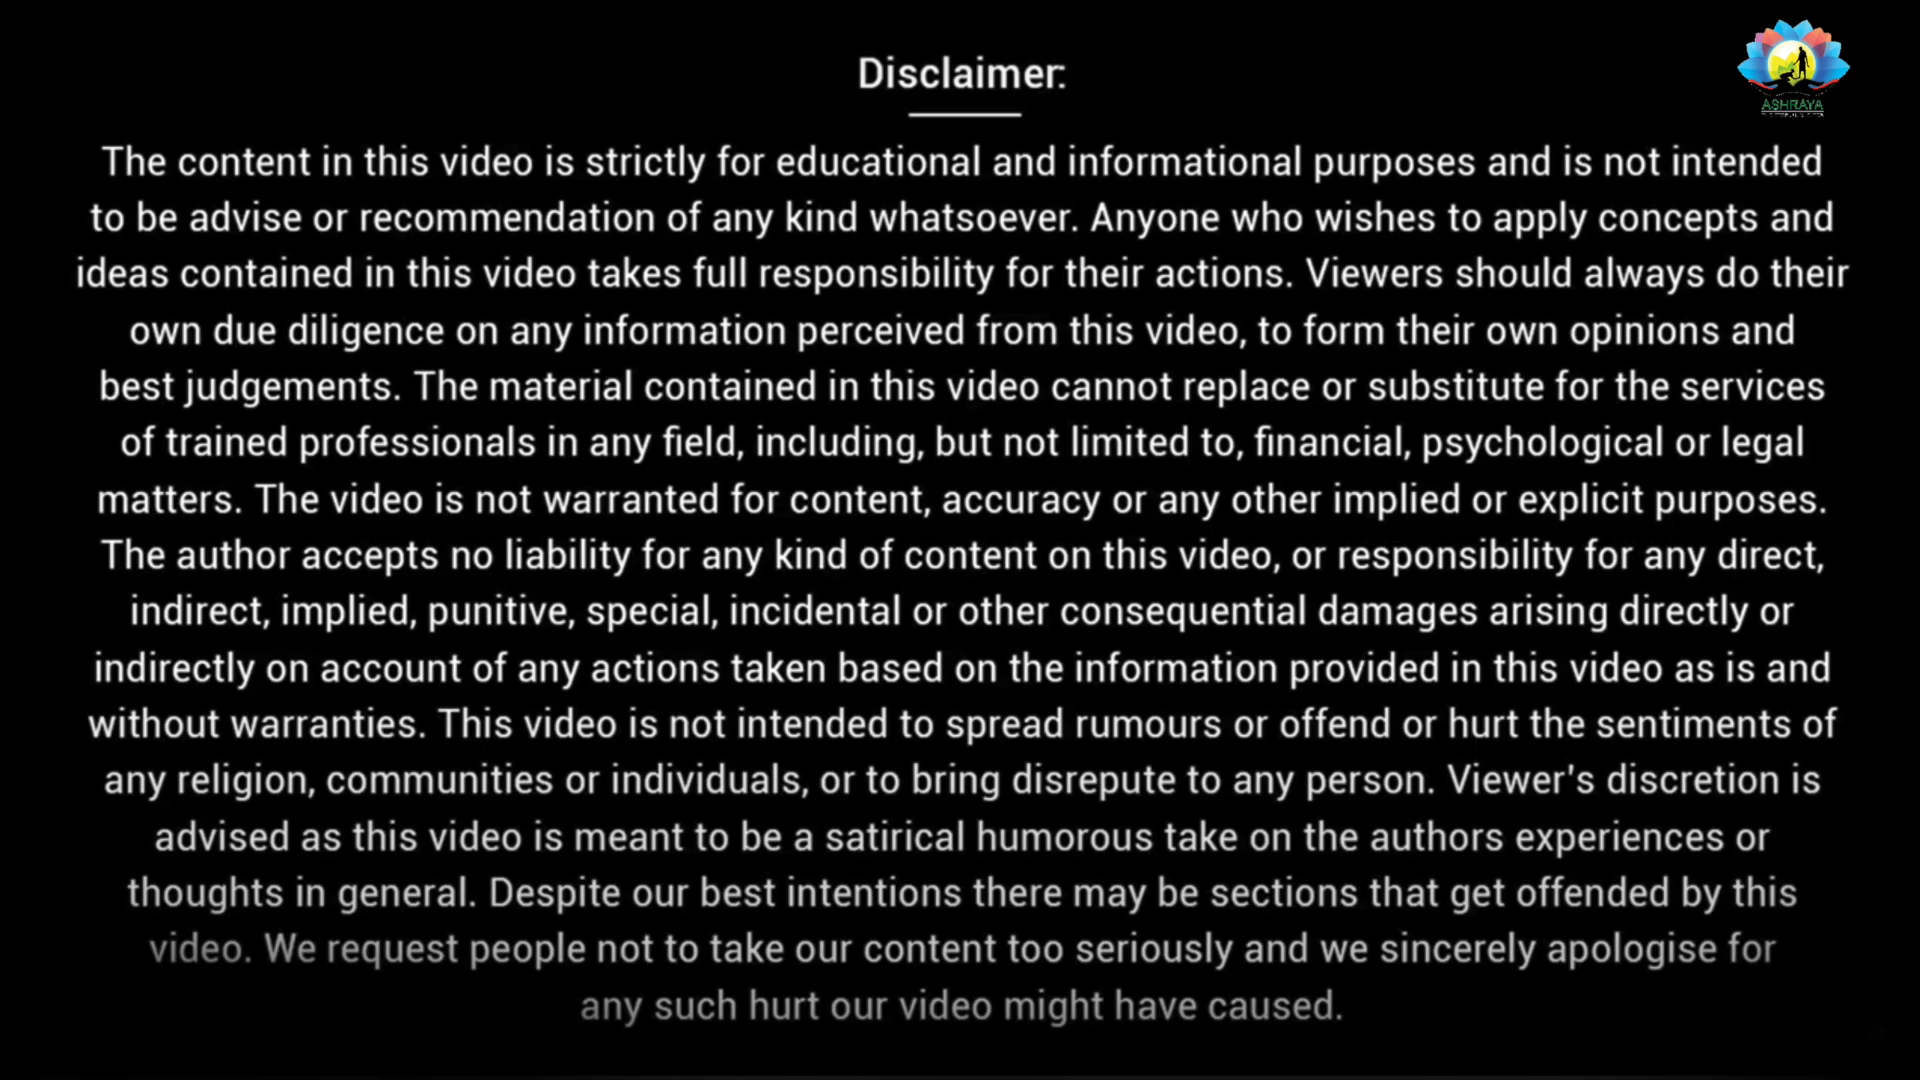 Disclaimer:
ASHRAYA
The content in this video is strictly for educational and informational purposes and is not intended
to be advise or recommendation of any kind whatsoever. Anyone who wishes to apply concepts and
ideas contained in this video takes full responsibility for their actions. Viewers should always do their
own due diligence on any information perceived from this video, to form their own opinions and
best judgements. The material contained in this video cannot replace or substitute for the services
of trained professionals in any field, including, but not limited to, financial, psychological or legal
matters. The video is not warranted for content, accuracy or any other implied or explicit purposes.
The author accepts no liability for any kind of content on this video, or responsibility for any direct,
indirect, implied, punitive, special, incidental or other consequential damages arising directly or
indirectly on account of any actions taken based on the information provided in this video as is and
without warranties. This video is not intended to spread rumours or offend or hurt the sentiments of
any religion, communities or individuals, or to bring disrepute to any person. Viewer's discretion is
advised as this video is meant to be a satirical humorous take on the authors experiences or
thoughts in general. Despite our best intentions there may be sections that get offended by this
video. We request people not to take our content too seriously and we sincerely apologise for
any such hurt our video might have caused.